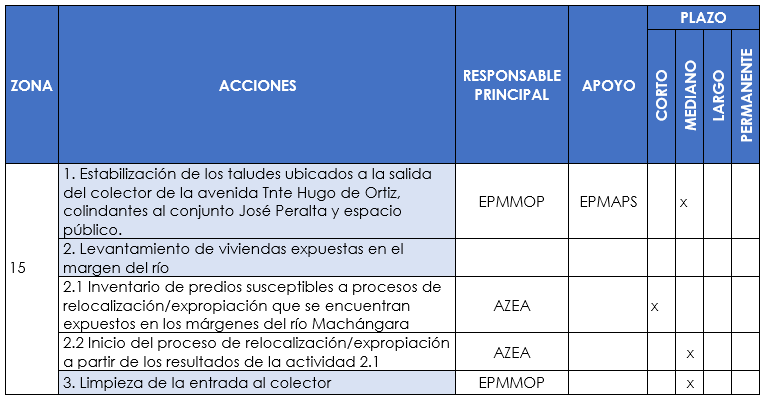 PLAZO
ZONA
ACCIONES
RESPONSABLE
PRINCIPAL
APOYO
CORTO
MEDIANO
LARGO
PERMANENTE
15
1. Estabilización de los taludes ubicados a la salida
del colector de la avenida Tnte Hugo de Ortiz,
colindantes al conjunto José Peralta y espacio
público.
EPMMOP
EPMAPS
x
2. Levantamiento de viviendas expuestas en el
margen del río
2.1 Inventario de predios susceptibles a procesos de
relocalización/expropiación que se encuentran
expuestos en los márgenes del río Machángara
AZEA
x
2.2 Inicio del proceso de relocalización/expropiación
a partir de los resultados de la actividad 2.1
AZEA
x
3. Limpieza de la entrada al colector
EPMMOP
x